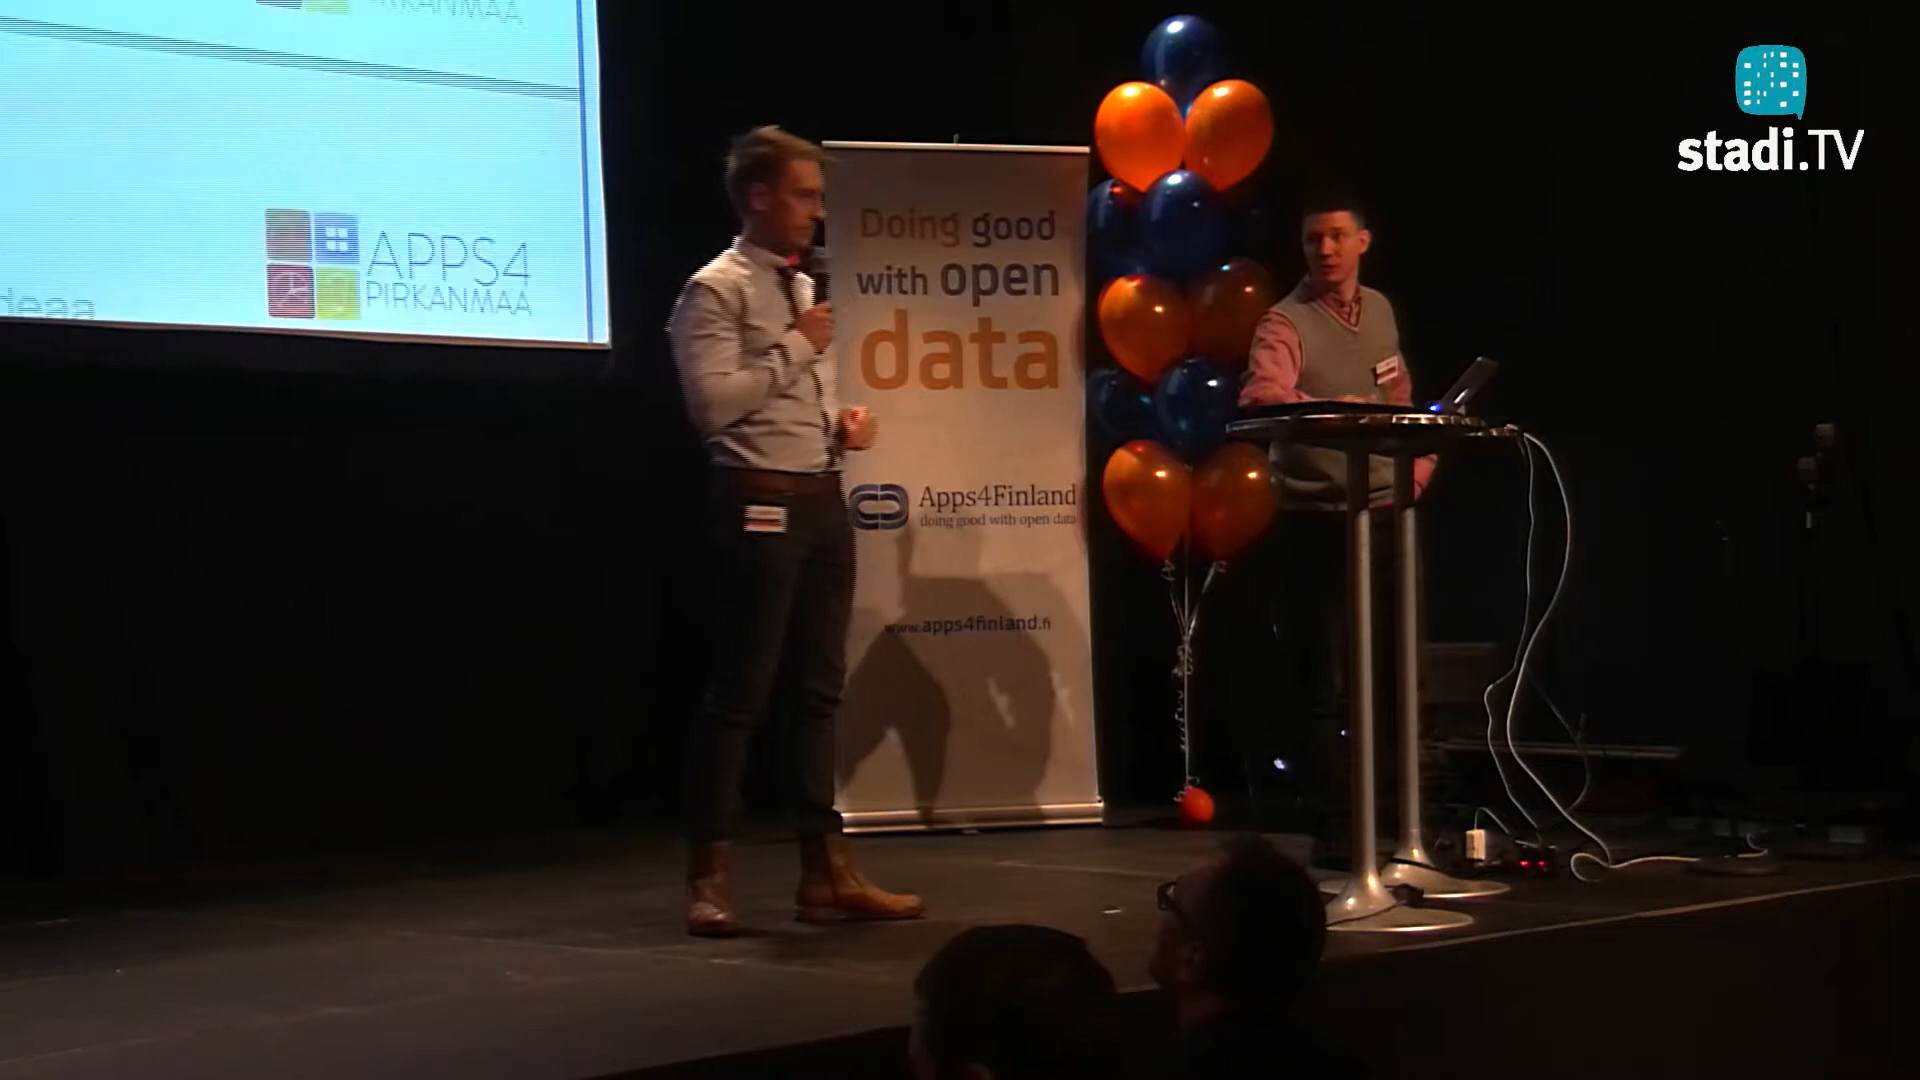 PIRKANMAA
APPS4
PIRKANMAA
deaa
Doing good
with open
data
Apps4Finland
doing good with open data
www.apps4finland.fi
stadi.TV